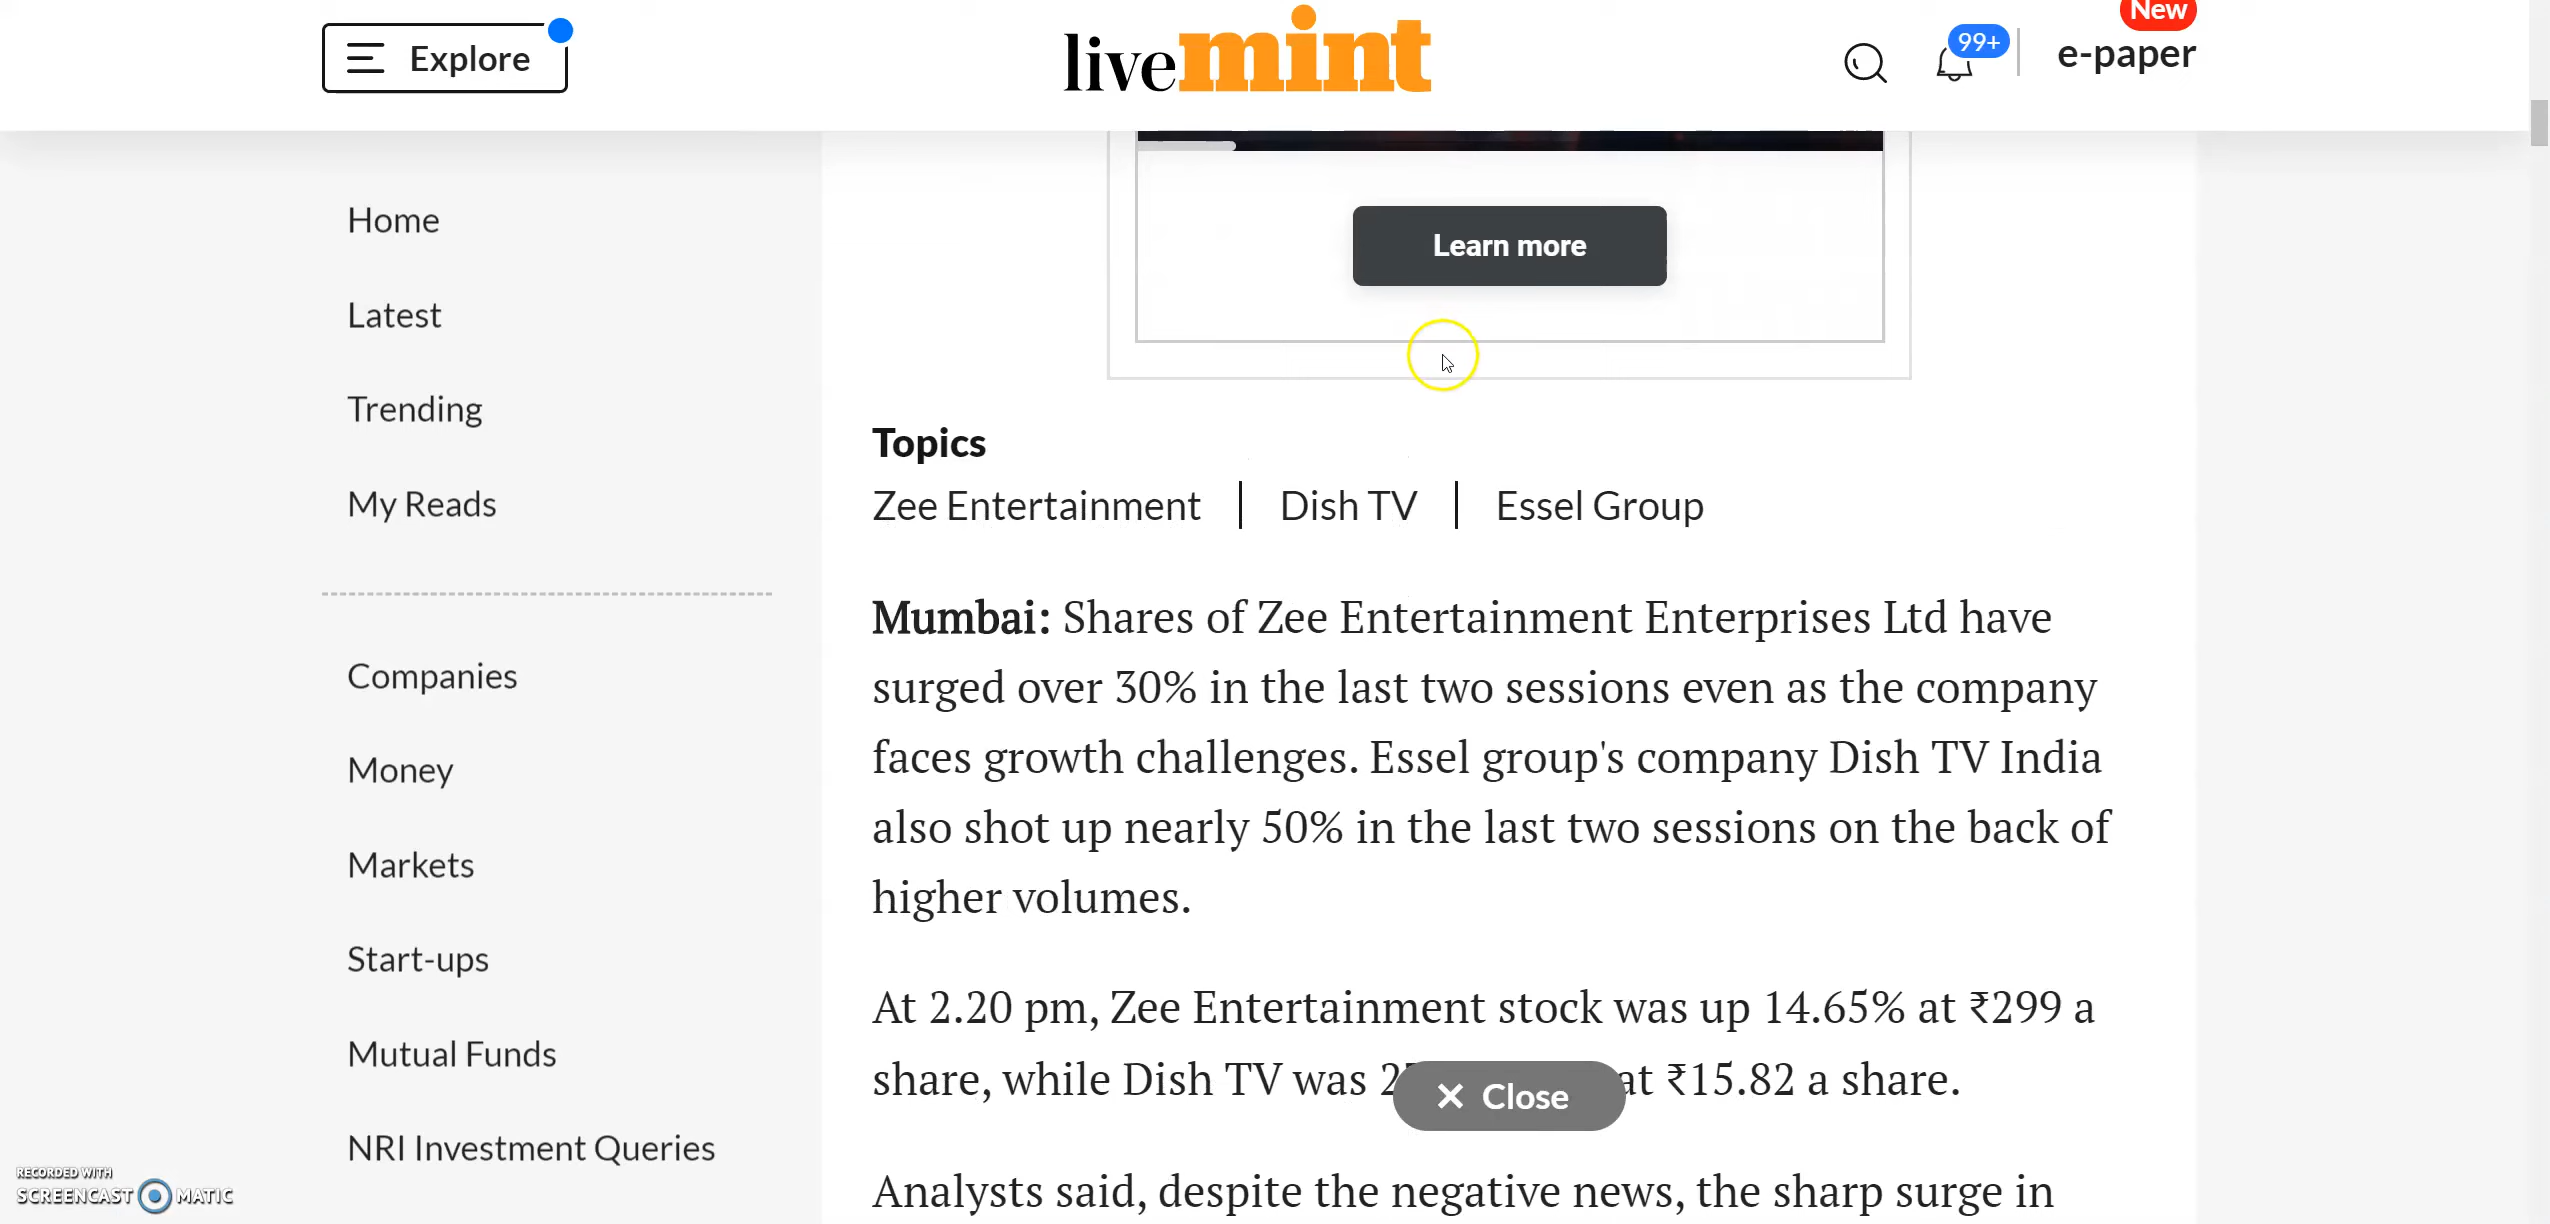 Explore
livemint
99+
New
e-paper
Learn more
Home
Latest
Trending
My Reads
Companies
Money
Markets
Start-ups
Mutual Funds
NRI Investment Queries
Topics
Zee Entertainment | Dish TV | Essel Group
Mumbai: Shares of Zee Entertainment Enterprises Ltd have
surged over 30% in the last two sessions even as the company
faces growth challenges. Essel group's company Dish TV India
also shot up nearly 50% in the last two sessions on the back of
higher volumes.
At 2.20 pm, Zee Entertainment stock was up 14.65% at ₹299 a
share, while Dish TV was at ₹15.82 a share.
× Close
Analysts said, despite the negative news, the sharp surge in
RECORDED WITH
SCREENCAST MATIC